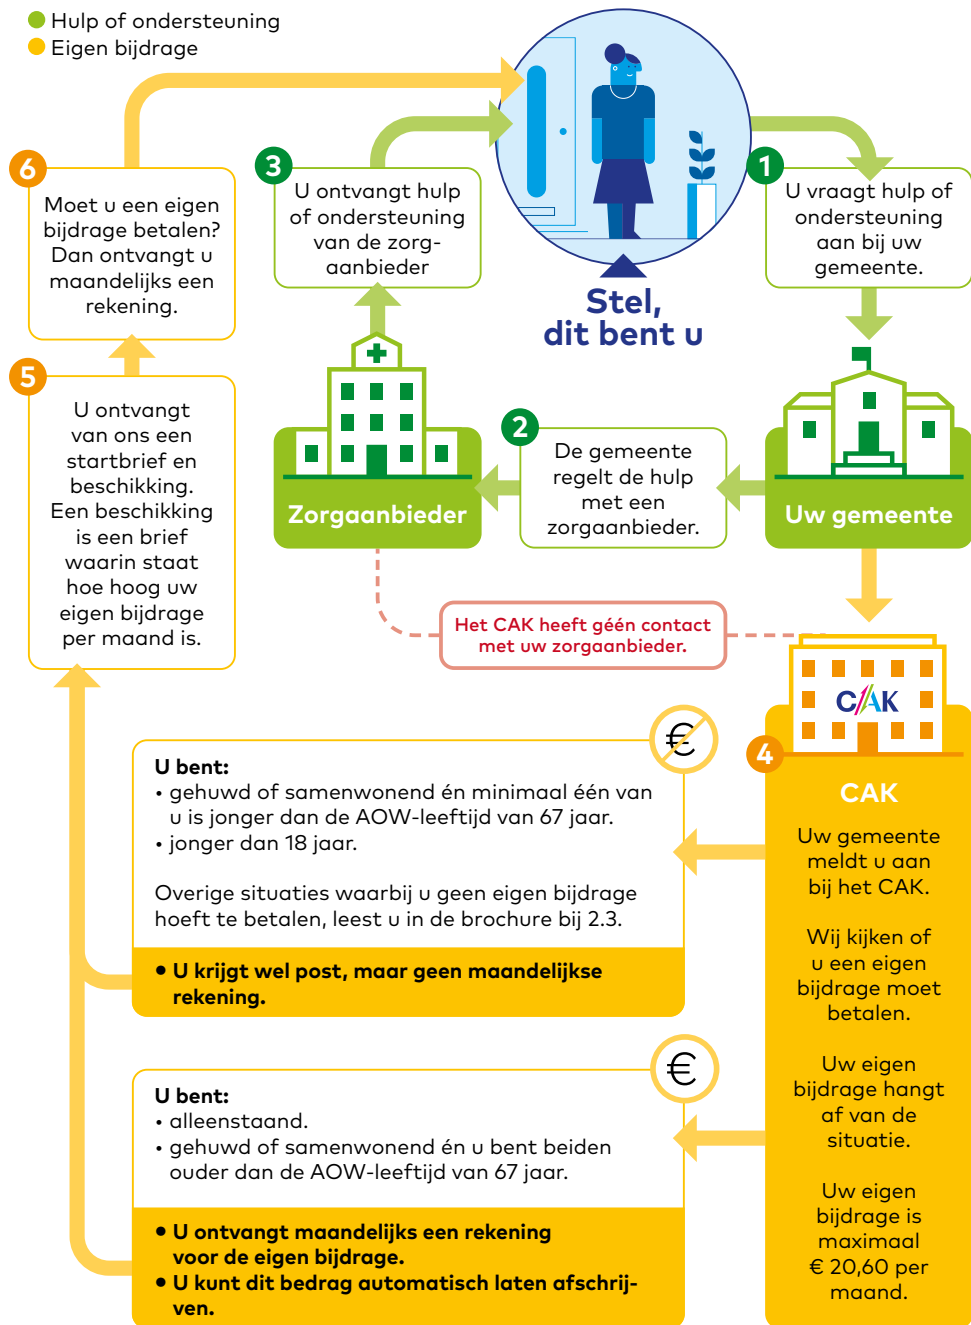 Hulp of ondersteuning
Eigen bijdrage
Stel,
dit bent u
1
U vraagt hulp of
ondersteuning
aan bij uw
gemeente.
Uw gemeente
2
De gemeente
regelt de hulp
met een
zorgaanbieder.
Zorgaanbieder
3
U ontvangt hulp
of ondersteuning
van de zorg-
aanbieder
Het CAK heeft géén contact
met uw zorgaanbieder.
CAK
4
CAK
Uw gemeente
meldt u aan
bij het CAK.
Wij kijken of
u een eigen
bijdrage moet
betalen.
Uw eigen
bijdrage hangt
af van de
situatie.
Uw eigen
bijdrage is
maximaal
€ 20,60 per
maand.
€
U bent:
• gehuwd of samenwonend én minimaal één van
u is jonger dan de AOW-leeftijd van 67 jaar.
• jonger dan 18 jaar.
Overige situaties waarbij u geen eigen bijdrage
hoeft te betalen, leest u in de brochure bij 2.3.
• U krijgt wel post, maar geen maandelijkse
rekening.
€
U bent:
• alleenstaand.
• gehuwd of samenwonend én u bent beiden
ouder dan de AOW-leeftijd van 67 jaar.
• U ontvangt maandelijks een rekening
voor de eigen bijdrage.
• U kunt dit bedrag automatisch laten afschrij-
ven.
5
U ontvangt
van ons een
startbrief en
beschikking.
Een beschikking
is een brief
waarin staat
hoe hoog uw
eigen bijdrage
per maand is.
6
Moet u een eigen
bijdrage betalen?
Dan ontvangt u
maandelijks een
rekening.